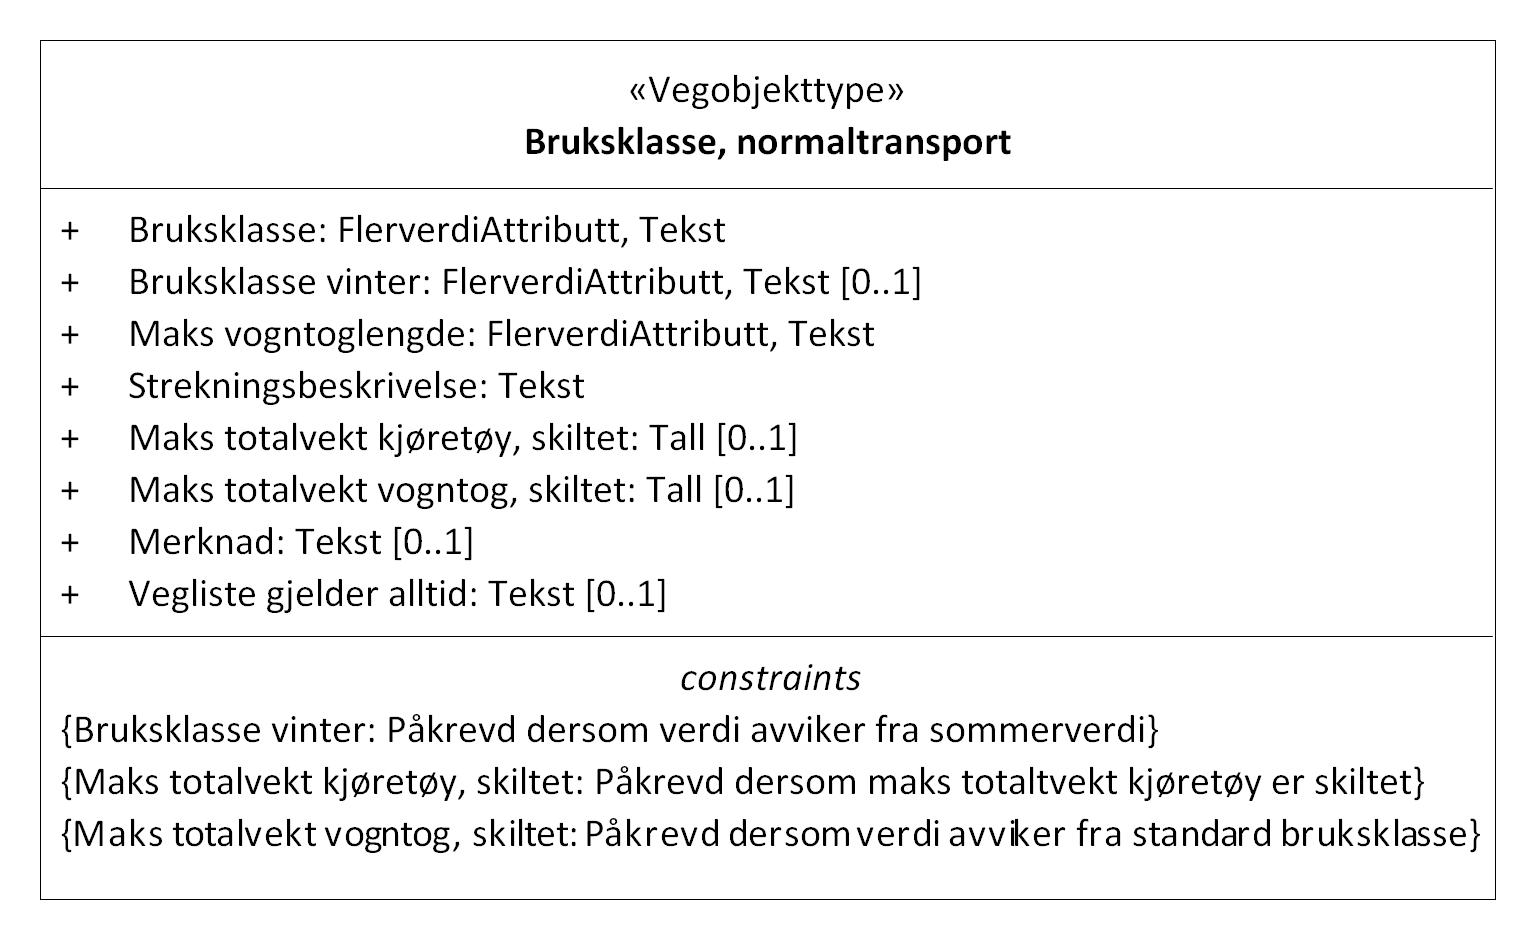 «Vegobjekttype»
Bruksklasse, normaltransport
+ Bruksklasse: FlerverdiAttributt, Tekst
+ Bruksklasse vinter: FlerverdiAttributt, Tekst [0..1]
+ Maks vogntoglengde: FlerverdiAttributt, Tekst
+ Strekningsbeskrivelse: Tekst
+ Maks totalvekt kjøretøy, skiltet: Tall [0..1]
+ Maks totalvekt vogntog, skiltet: Tall [0..1]
+ Merknad: Tekst [0..1]
+ Vegliste gjelder alltid: Tekst [0..1]
constraints
{Bruksklasse vinter: Påkrevd dersom verdi avviker fra sommerverdi}
{Maks totalvekt kjøretøy, skiltet: Påkrevd dersom maks totaltvekt kjøretøy er skiltet}
{Maks totalvekt vogntog, skiltet: Påkrevd dersom verdi avviker fra standard bruksklasse}